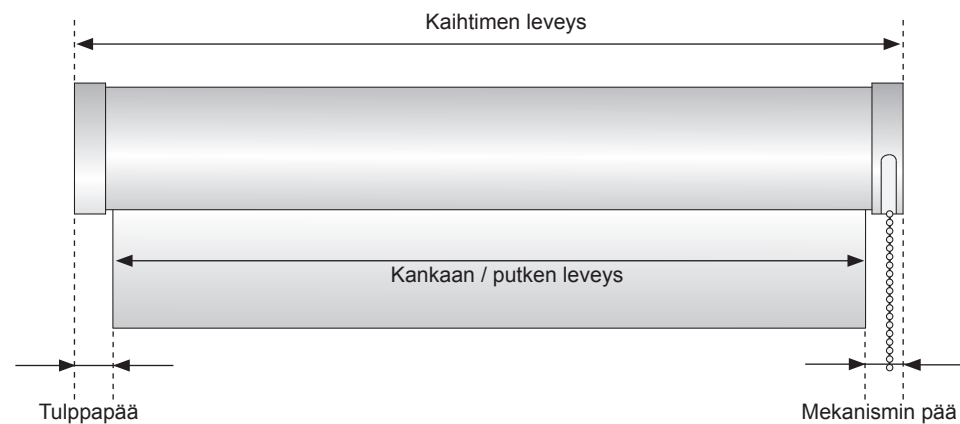 Kaihtimen leveys
Kankaan / putken leveys
Tulppapää
Mekanismin pää